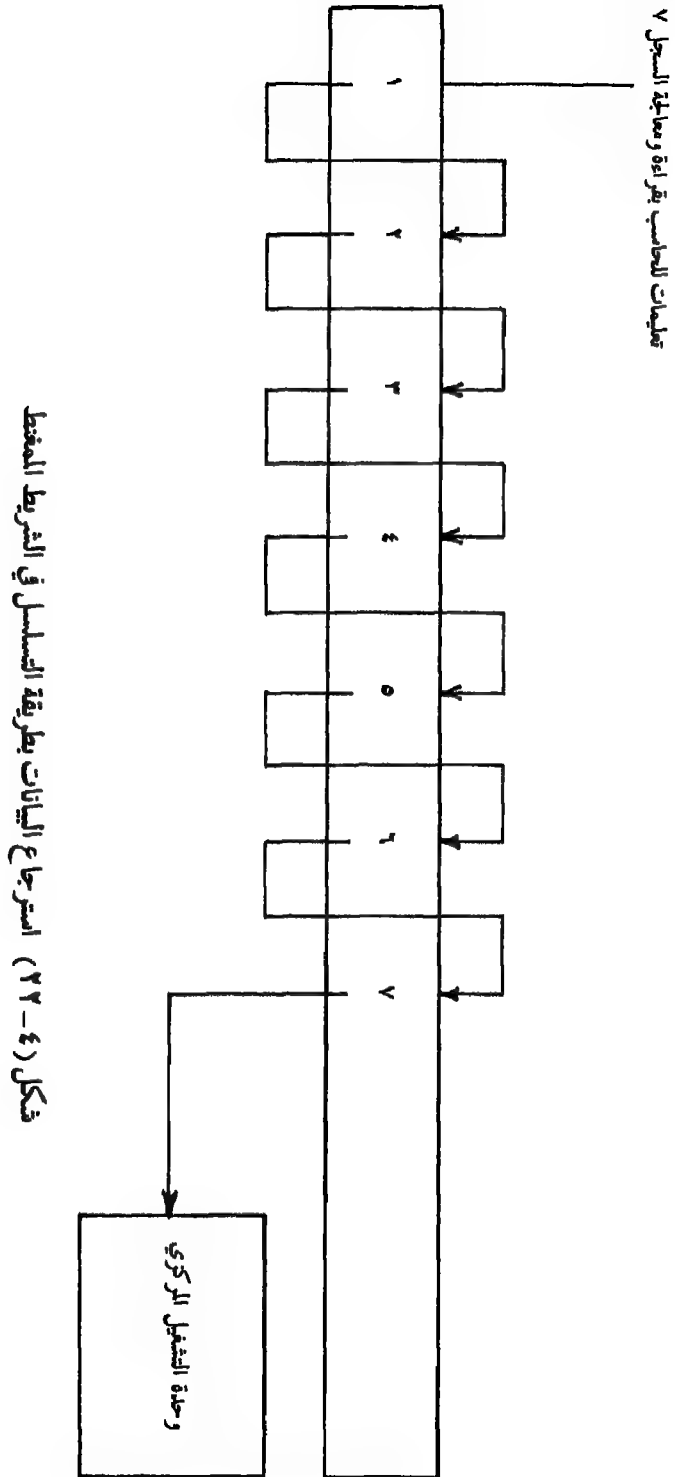 تعليمات للحاسب بقراءة ومعالجة السجل ٧
١
٢
٣
٤
٥
٦
٧
وحدة التشغيل المركزي
شكل (٤-٢٢) استرجاع البيانات بطريقة التسلسل في الشريط الممغنط